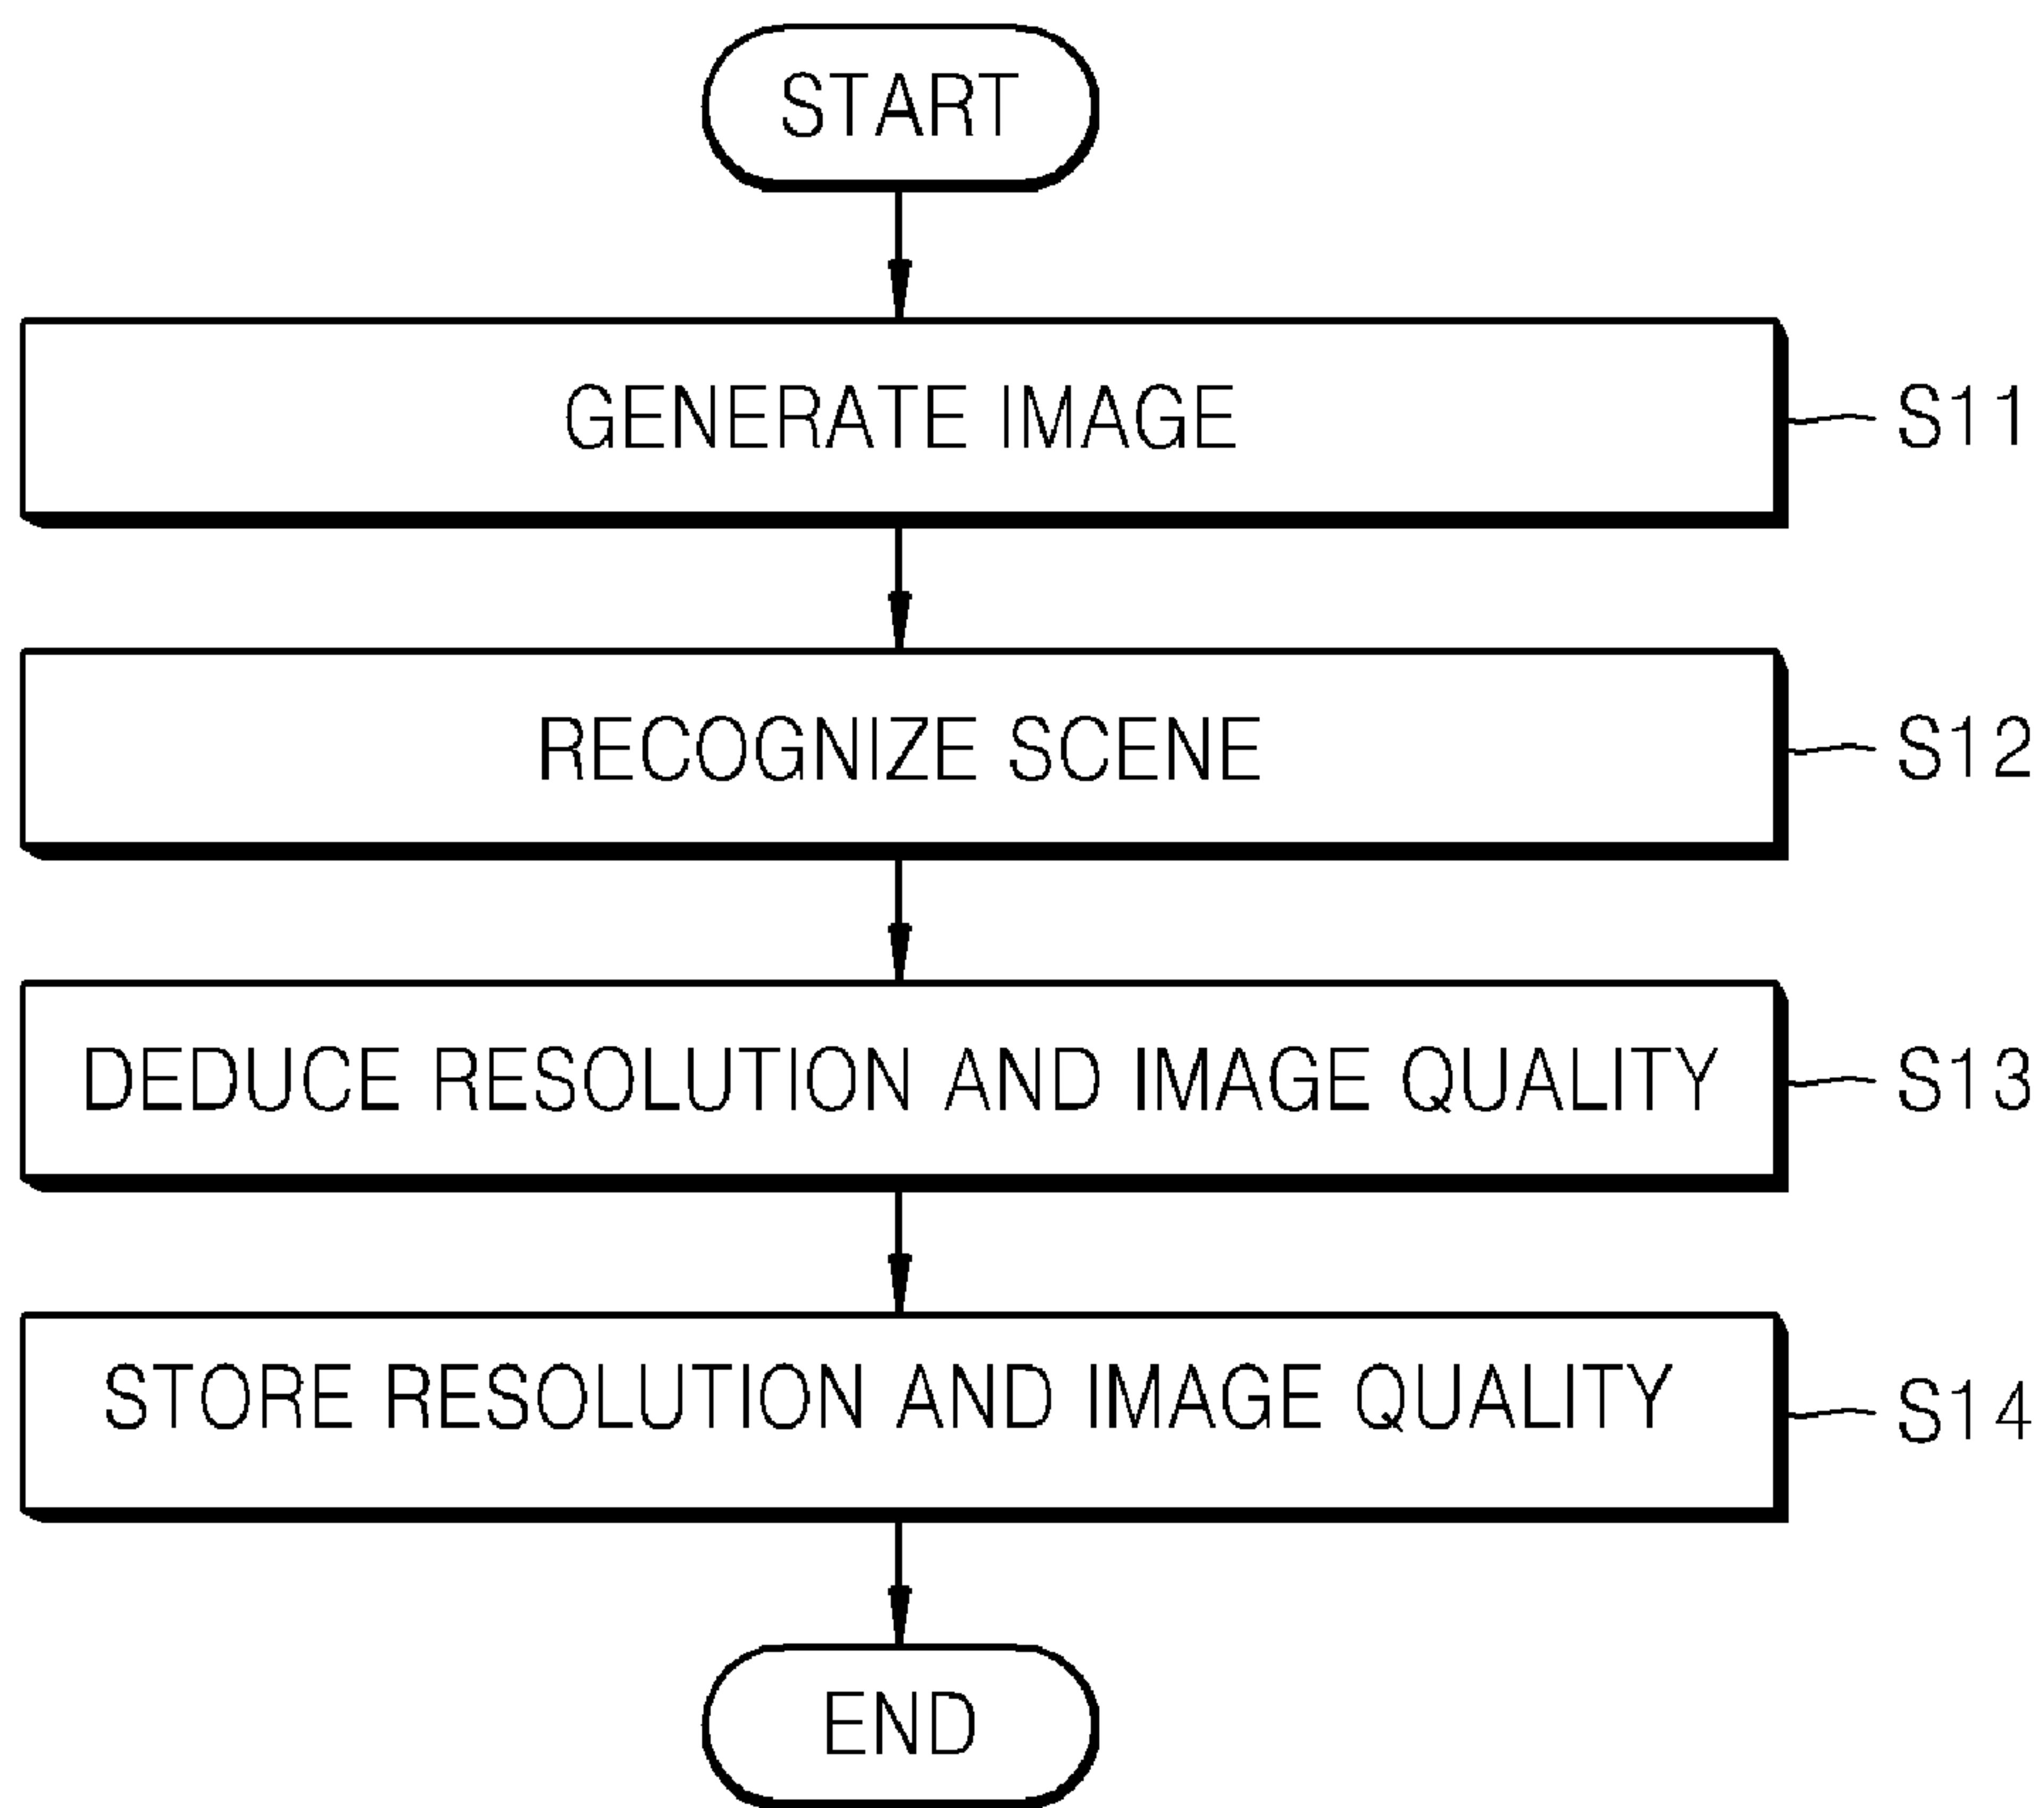 START
GENERATE IMAGE S11
RECOGNIZE SCENE S12
DEDUCE RESOLUTION AND IMAGE QUALITY S13
STORE RESOLUTION AND IMAGE QUALITY S14
END